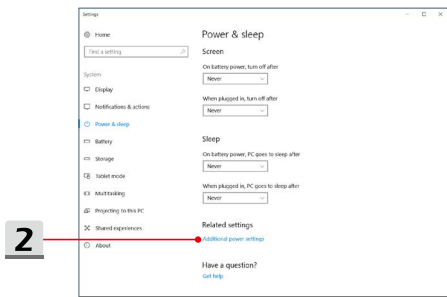 Settings
Home
Find a setting
System
Display
Notifications & actions
Power & sleep
Battery
Storage
Tablet mode
Multitasking
Projecting to this PC
Shared experiences
About
Power & sleep
Screen
On battery power, turn off after
Never
When plugged in, turn off after
Never
Sleep
On battery power, PC goes to sleep after
Never
When plugged in, PC goes to sleep after
Never
Related settings
Additional power settings
Have a question?
Get help
2